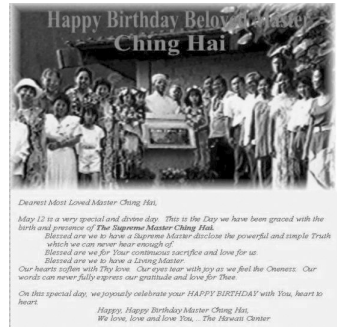 Happy Birthday Beloved Master
Ching Hai
Dearest Most Loved Master Ching Hai,
May 12 is a very special and divine day. This is the Day we have been graced with the
birth and presence of The Supreme Master Ching Hai.
Blessed are we to have a Supreme Master disclose the powerful and simple Truth
which we can never hear enough of.
Blessed are we for Your continuous sacrifice and love for us.
Blessed are we to have a Living Master.
Our hearts soften with Thy love. Our eyes tear with joy as we feel the Oneness. Our
words can never fully express our gratitude and love for Thee.
On this special day, we joyously celebrate your HAPPY BIRTHDAY with You, heart to
heart.
Happy, Happy Birthday Master Ching Hai,
We love, love and love You, ...The Hawaii Center